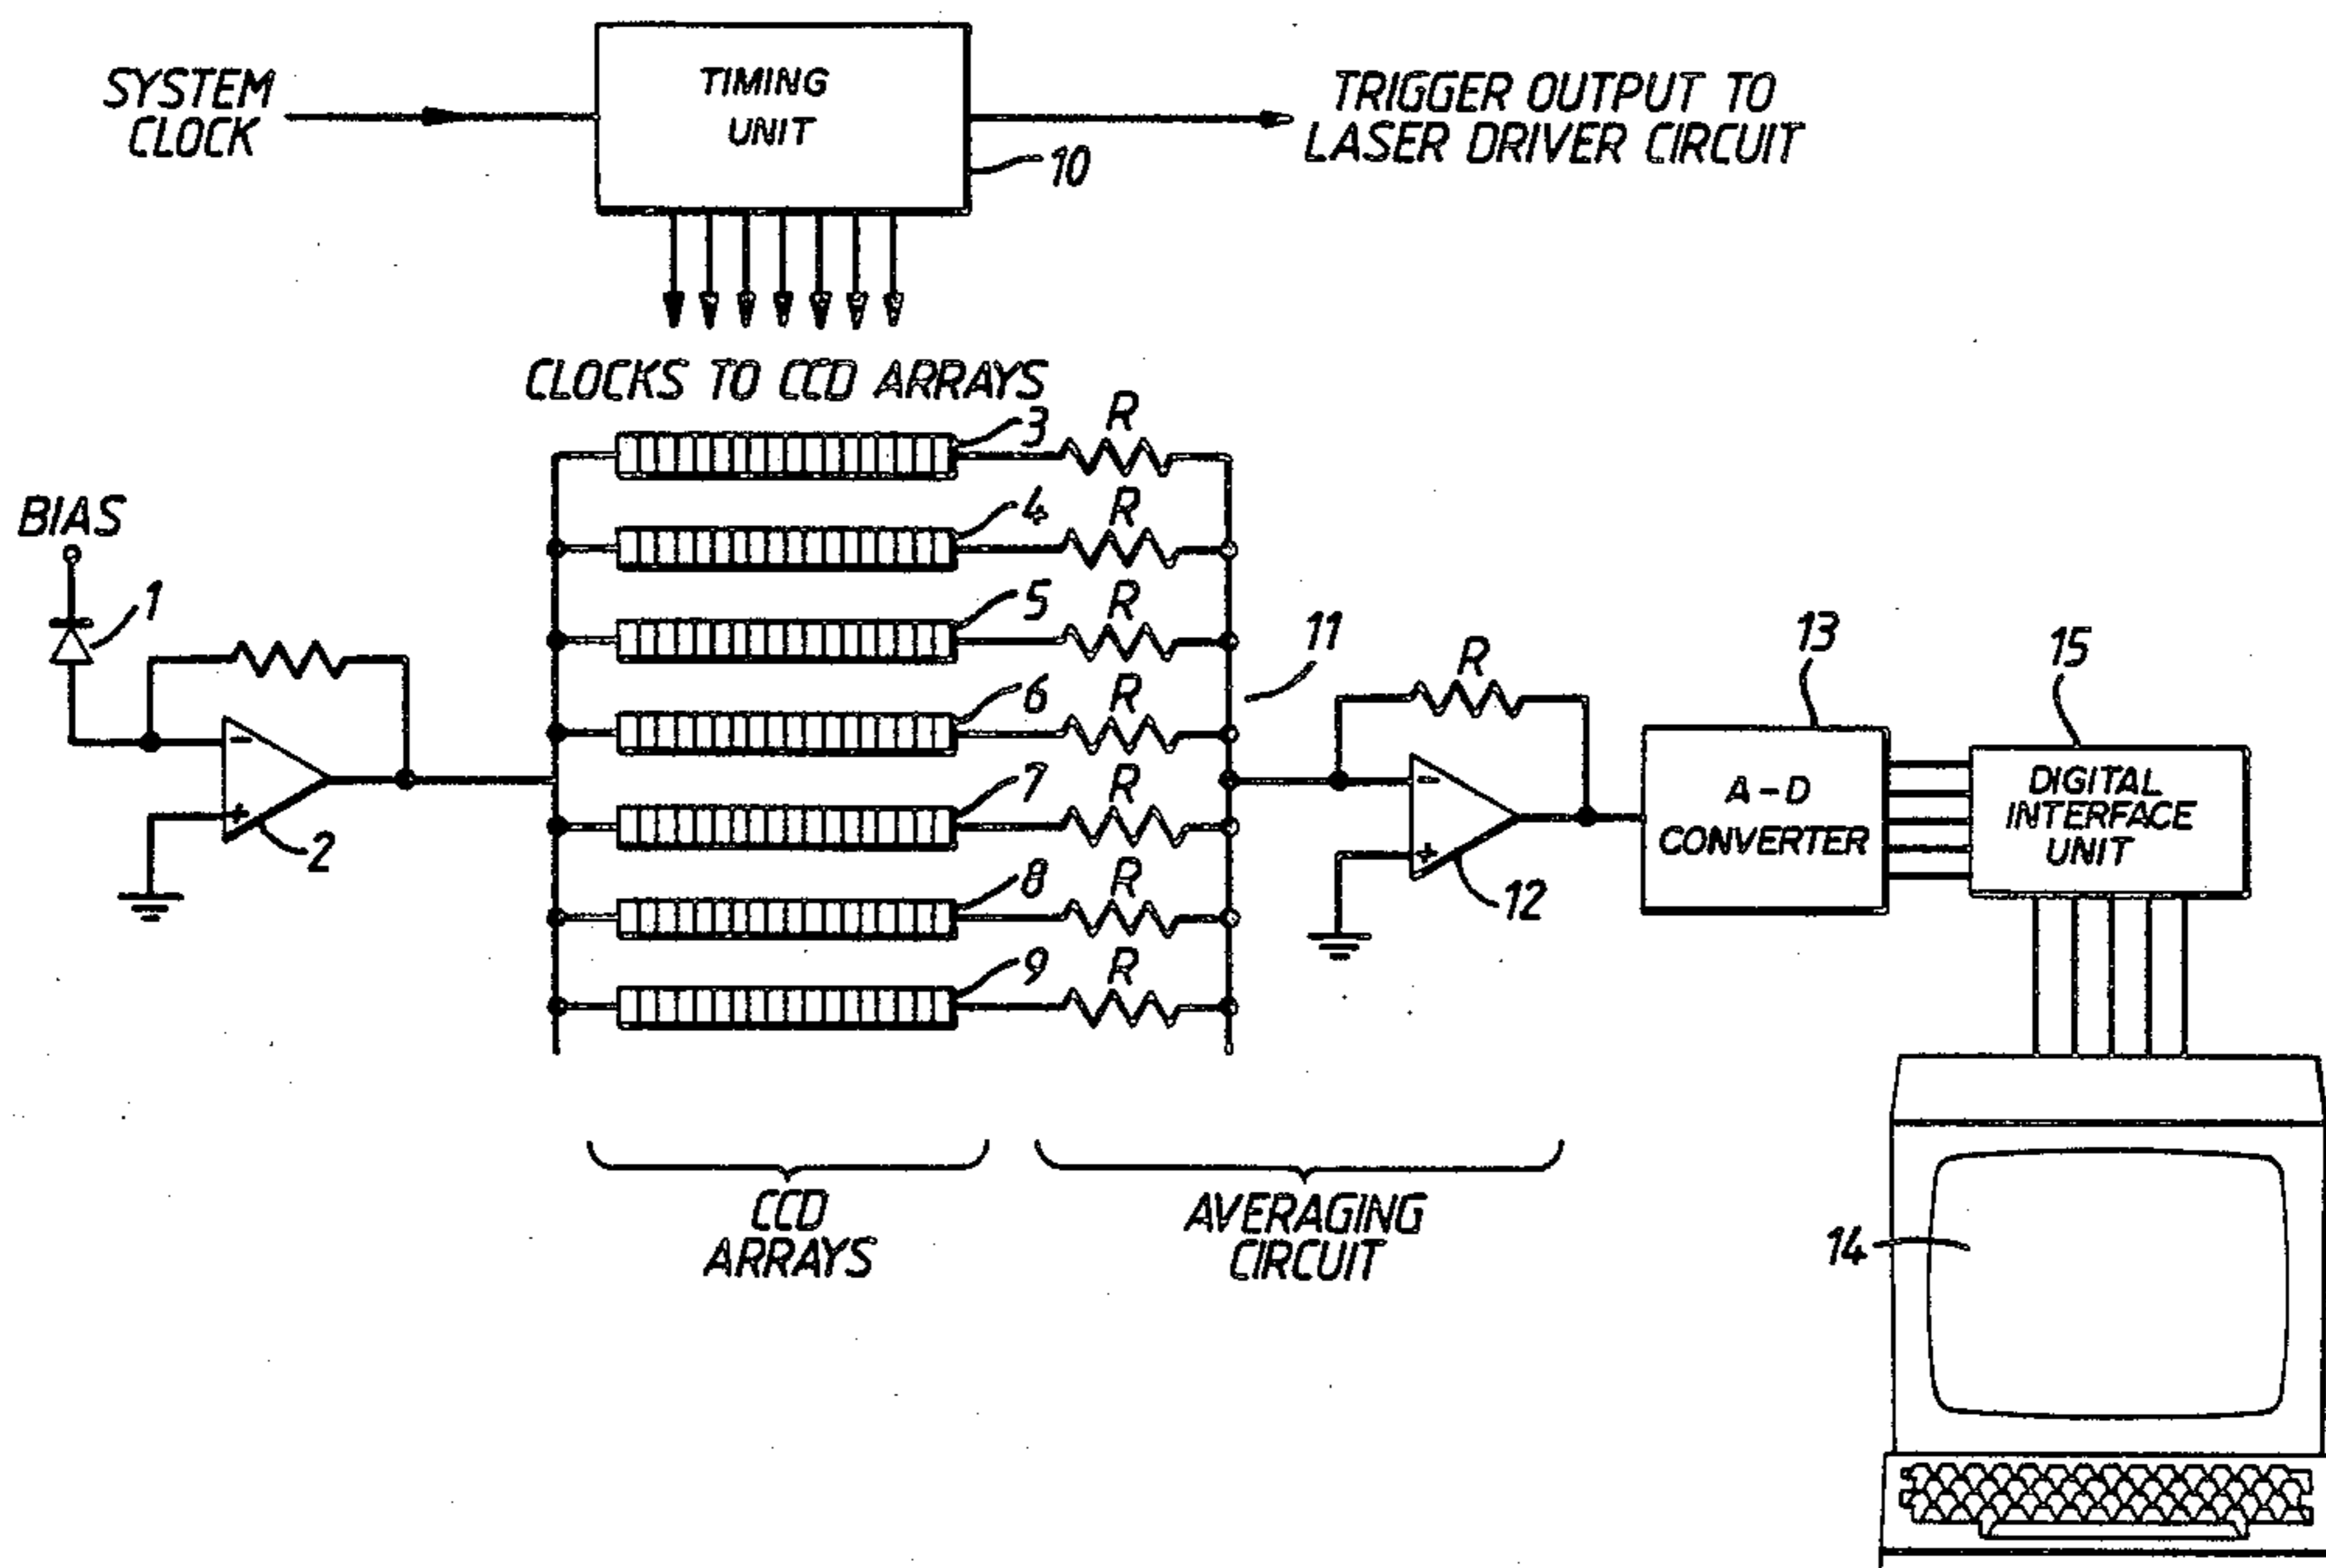 SYSTEM
CLOCK
TIMING
UNIT
10
TRIGGER OUTPUT TO
LASER DRIVER CIRCUIT
CLOCKS TO CCD ARRAYS
3
R
4
R
5
R
6
R
7
R
8
R
9
R
BIAS
1
-
+
2
11
R
-
+
12
13
A-D
CONVERTER
15
DIGITAL
INTERFACE
UNIT
CCD
ARRAYS
AVERAGING
CIRCUIT
14